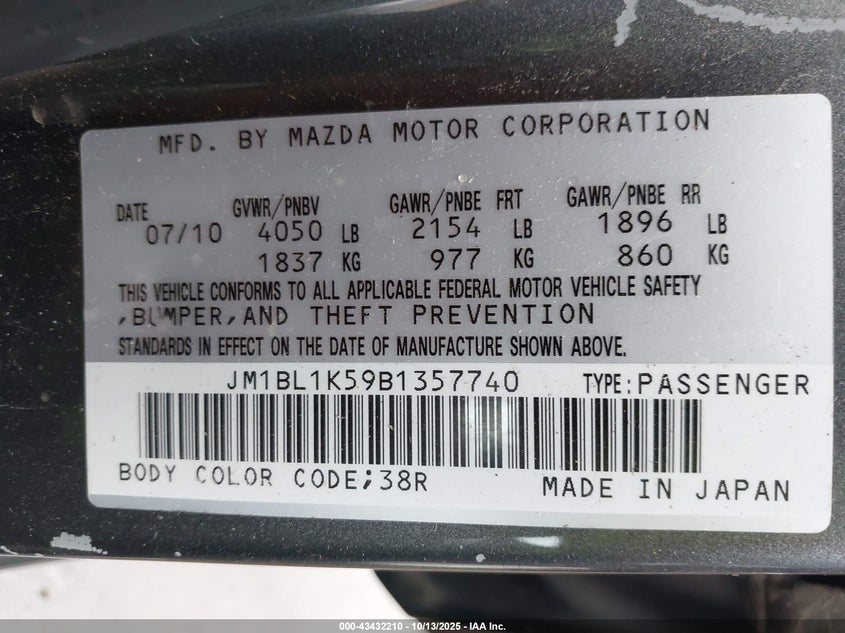 MFD. BY MAZDA MOTOR CORPORATION
DATE GVWR/PNBV GAWR/PNBE FRT GAWR/PNBE RR
07/10 4050 LB 2154 LB 1896 LB
1837 KG 977 KG 860 KG
THIS VEHICLE CONFORMS TO ALL APPLICABLE FEDERAL MOTOR VEHICLE SAFETY
,BUMPER,AND THEFT PREVENTION
STANDARDS IN EFFECT ON THE DATE OF MANUFACTURE SHOWN ABOVE.
JM1BL1K59B1357740 TYPE:PASSENGER
BODY COLOR CODE;38R MADE IN JAPAN
000-43432210 - 10/13/2025 - IAA Inc.